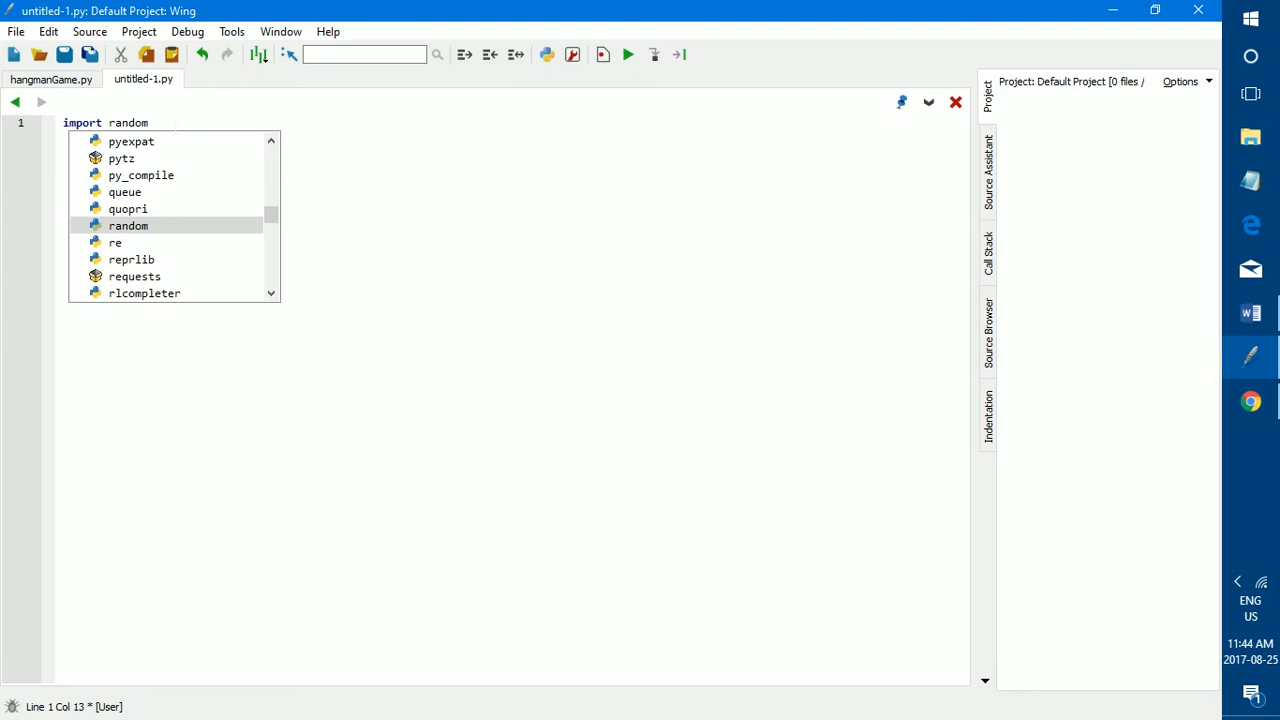 untitled-1.py: Default Project: Wing
File Edit Source Project Debug Tools Window Help
hangmanGame.py untitled-1.py
1 import random
pyexpat
pytz
py_compile
queue
quopri
random
re
reprlib
requests
rlcompleter
Project: Default Project [0 files / Options
Project
Source Assistant
Call Stack
Source Browser
Indentation
ENG
US
11:44 AM
2017-08-25
1
Line 1 Col 13 * [User]